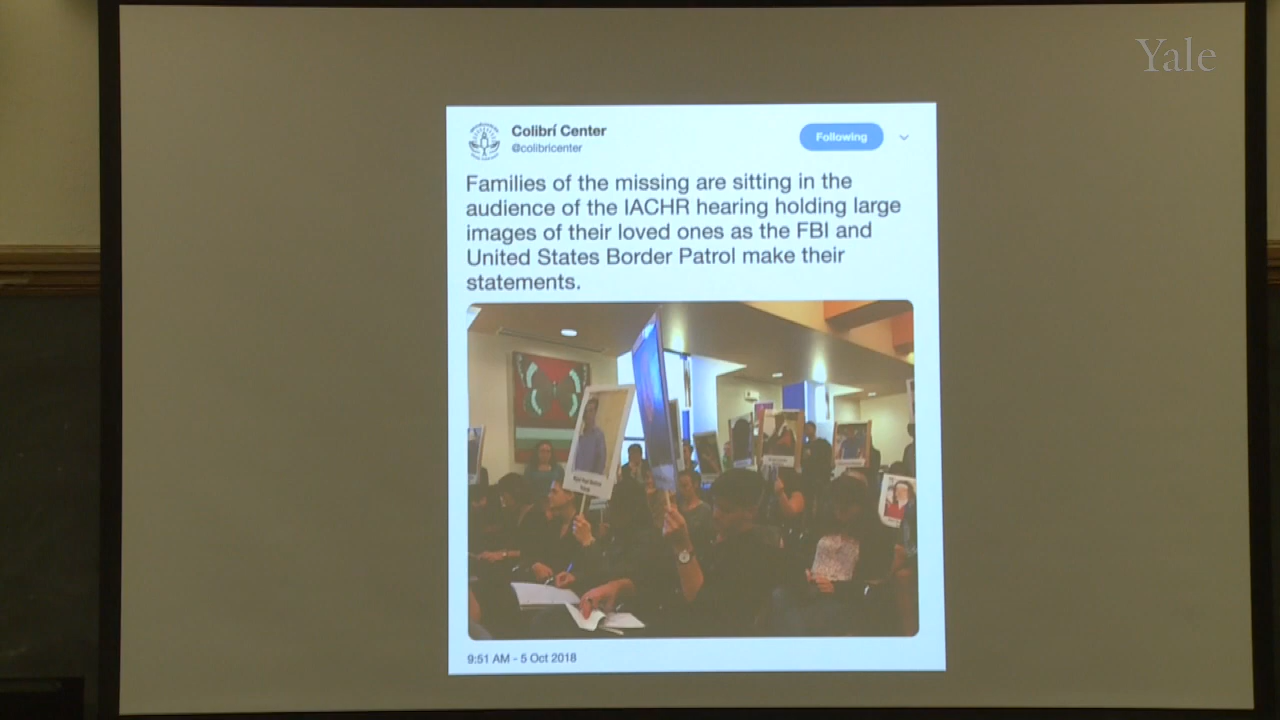 Yale
Colibrí Center
@colibricenter
Following
Families of the missing are sitting in the
audience of the IACHR hearing holding large
images of their loved ones as the FBI and
United States Border Patrol make their
statements.
9:51 AM - 5 Oct 2018